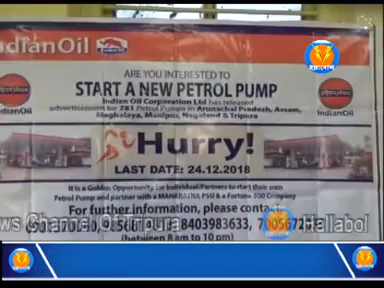 IndianOil
ARE YOU INTERESTED TO
START A NEW PETROL PUMP
Indian Oil Corporation Ltd has released
advertisement for 781 Petrol Pumps in Arunachal Pradesh, Assam,
Meghalaya, Manipur, Nagaland & Tripura
IndianOil
IndianOil
Hurry!
LAST DATE: 24.12.2018
It is a Golden Opportunity for Individual/Partners to start their own
Petrol Pump and partner with a MAHARATNA PSU & a Fortune 500 Company
For further information, please contact
8403983633,
ws Channel Of Tripura
Hallabol
(between 8 am to 10 pm)